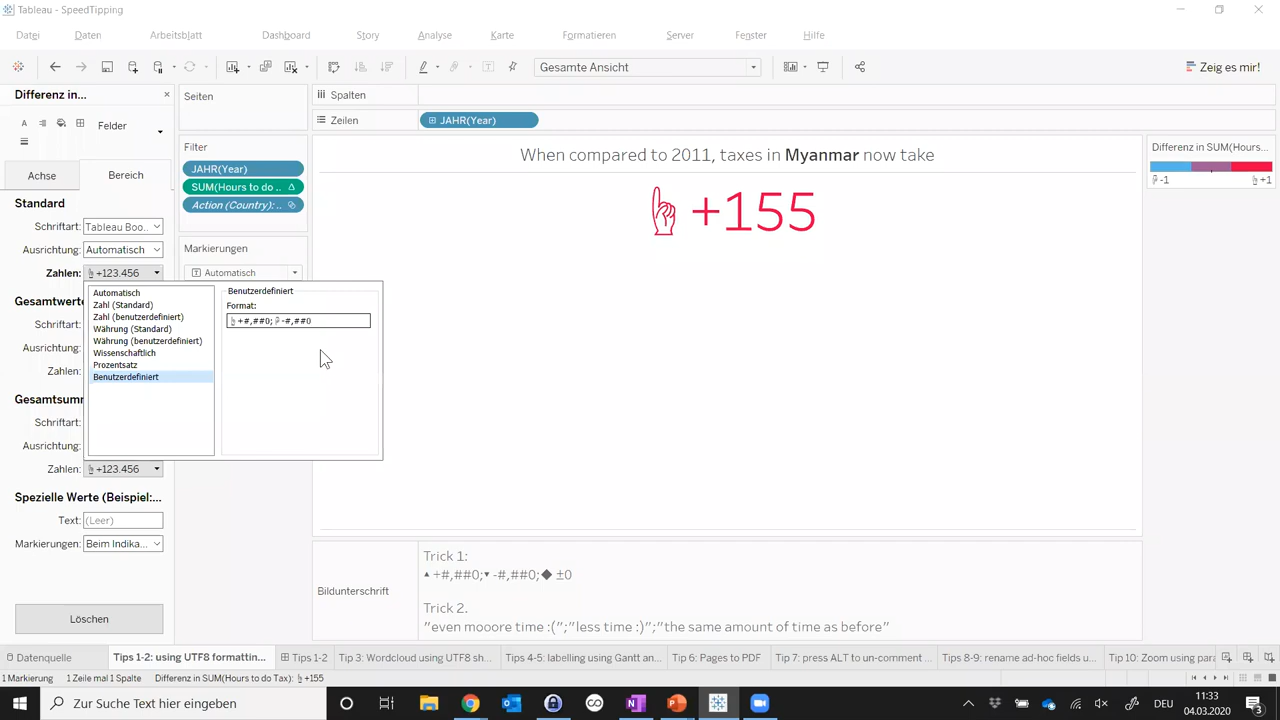 Tableau - SpeedTipping
Datei Daten Arbeitsblatt Dashboard Story Analyse Karte Formatieren Server Fenster Hilfe
Gesamte Ansicht
Zeig es mir!
Differenz in...
Felder
Achse Bereich
Standard
Schriftart: Tableau Boo...
Ausrichtung: Automatisch
Zahlen: ☝ +123.456
Gesamtwerte
Schriftart:
Ausrichtung:
Zahlen:
Gesamtsumm
Schriftart:
Ausrichtung:
Zahlen: ☝ +123.456
Spezielle Werte (Beispiel:...
Text: (Leer)
Markierungen: Beim Indika...
Löschen
Automatisch
Zahl (Standard)
Zahl (benutzerdefiniert)
Währung (Standard)
Währung (benutzerdefiniert)
Wissenschaftlich
Prozentsatz
Benutzerdefiniert
Benutzerdefiniert
Format:
☝+#,##0;☟-#,##0
Seiten
Filter
JAHR(Year)
SUM(Hours to do .. Δ
Action (Country): ..
Markierungen
Automatisch
Spalten
Zeilen
JAHR(Year)
When compared to 2011, taxes in Myanmar now take
☝ +155
Differenz in SUM(Hours..
☟-1 ☝+1
Bildunterschrift
Trick 1:
▲ +#,##0;▼ -#,##0;◆ ±0
Trick 2.
"even mooore time :(";"less time :)";"the same amount of time as before"
Datenquelle
Tips 1-2: using UTF8 formattin...
Tips 1-2
Tip 3: Wordcloud using UTF8 sh...
Tips 4-5: labelling using Gantt an...
Tip 6: Pages to PDF
Tip 7: press ALT to un-comment ...
Tips 8-9: rename ad-hoc fields u...
Tip 10: Zoom using para
1 Markierung 1 Zeile mal 1 Spalte Differenz in SUM(Hours to do Tax): ☝+155
Zur Suche Text hier eingeben
DEU
11:33
04.03.2020
3